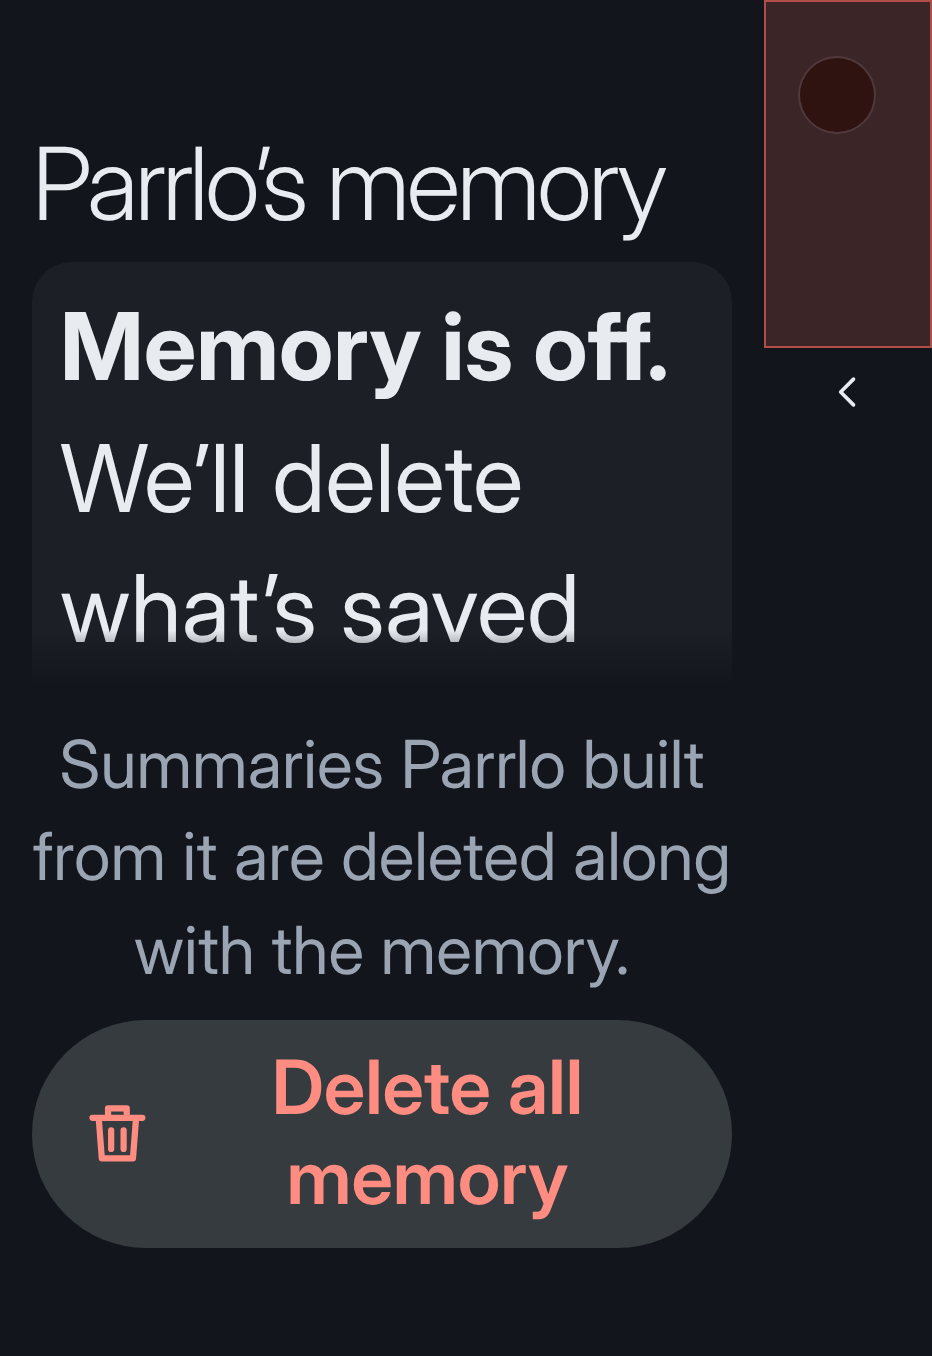 Parrlo’s memory
Memory is off.
We’ll delete
what’s saved
Summaries Parrlo built
from it are deleted along
with the memory.
Delete all
memory